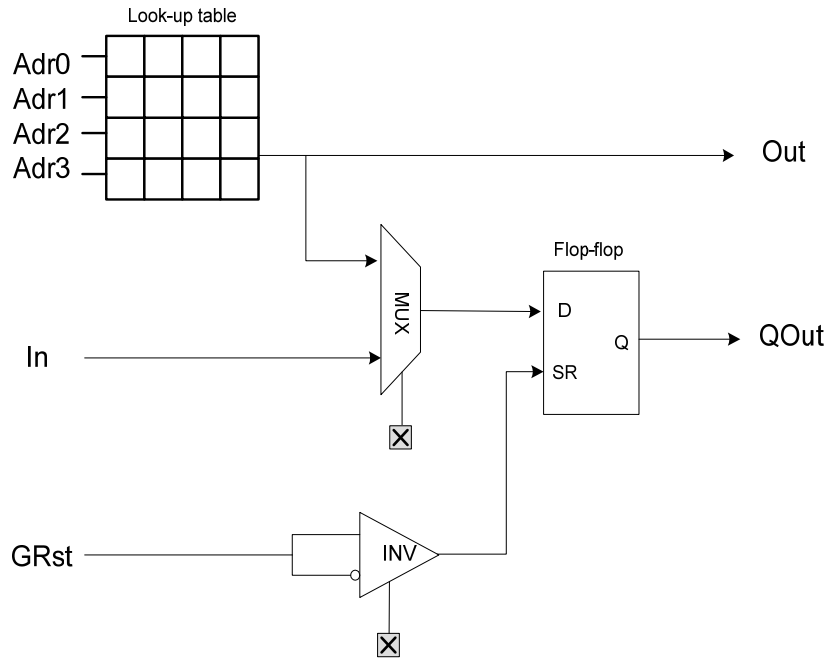 Look-up table
Adr0
Adr1
Adr2
Adr3
Out
MUX
Flop-flop
D
Q
SR
QOut
In
GRst
INV